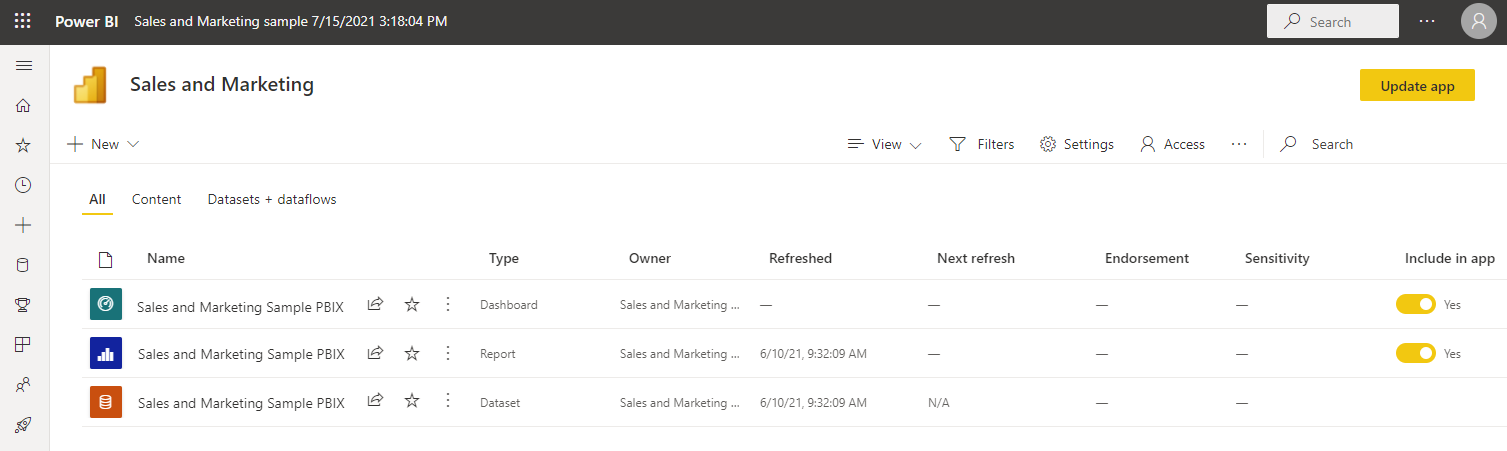 Power BI Sales and Marketing sample 7/15/2021 3:18:04 PM Search
Sales and Marketing Update app
New View Filters Settings Access Search
All Content Datasets + dataflows
Name Type Owner Refreshed Next refresh Endorsement Sensitivity Include in app
Sales and Marketing Sample PBIX Dashboard Sales and Marketing ... — — — — Yes
Sales and Marketing Sample PBIX Report Sales and Marketing ... 6/10/21, 9:32:09 AM — — — Yes
Sales and Marketing Sample PBIX Dataset Sales and Marketing ... 6/10/21, 9:32:09 AM N/A — —